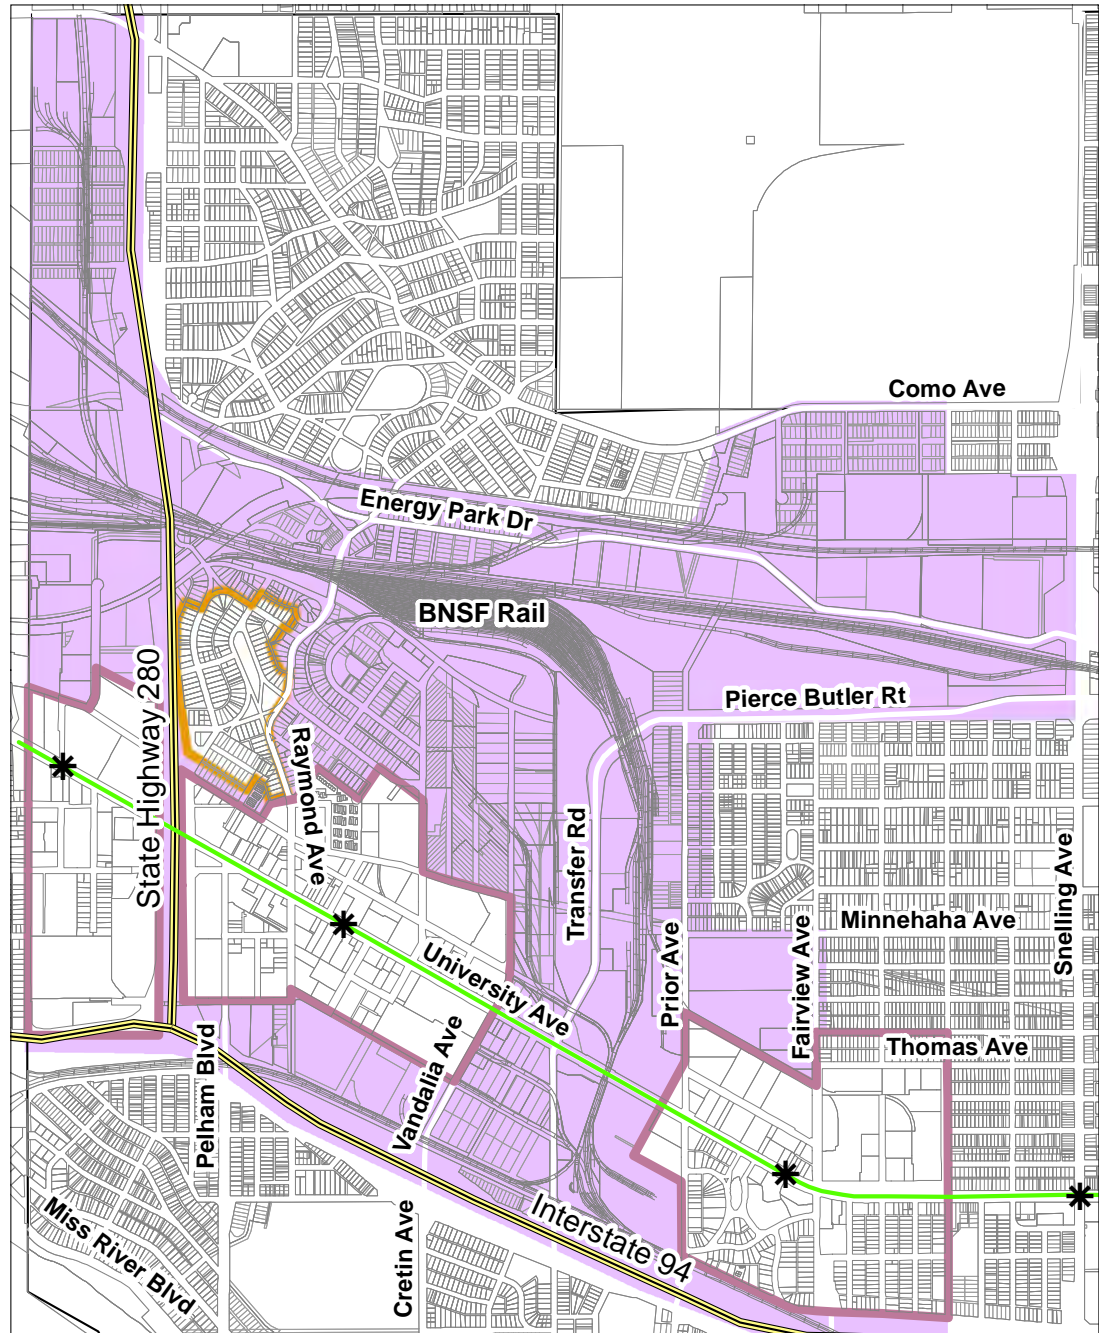 Como Ave
Energy Park Dr
BNSF Rail
State Highway 280
Pierce Butler Rt
Raymond Ave
Transfer Rd
Snelling Ave
Minnehaha Ave
Fairview Ave
Prior Ave
University Ave
Thomas Ave
Pelham Blvd
Vandalia Ave
Miss River Blvd
Cretin Ave
Interstate 94